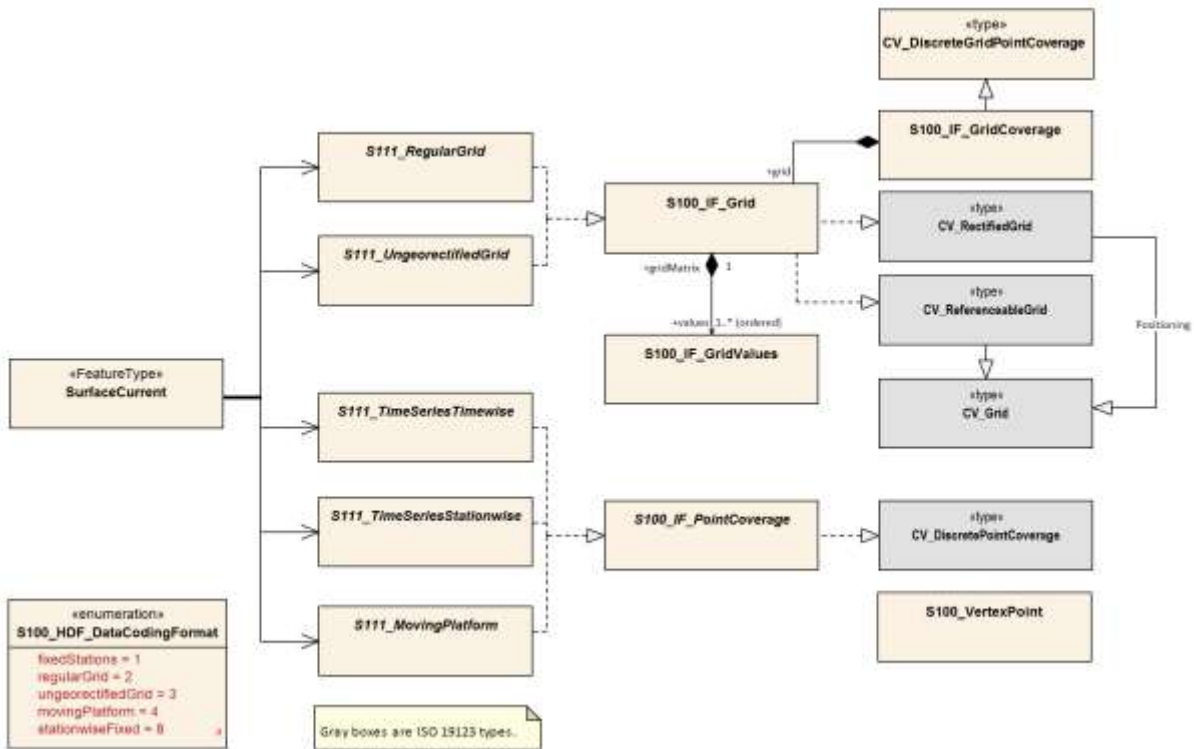 «type»
CV_DiscreteGridPointCoverage
S111_RegularGrid
S100_IF_GridCoverage
+grid
S100_IF_Grid
«type»
CV_RectifiedGrid
S111_UngeorectifiedGrid
+gridMatrix
1
«type»
CV_ReferenceableGrid
+values 1..* (ordered)
Positioning
S100_IF_GridValues
«FeatureType»
SurfaceCurrent
«type»
CV_Grid
S111_TimeSeriesTimewise
S111_TimeSeriesStationwise
S100_IF_PointCoverage
«type»
CV_DiscretePointCoverage
S100_VertexPoint
«enumeration»
S100_HDF_DataCodingFormat
fixedStations = 1
regularGrid = 2
ungeorectifiedGrid = 3
movingPlatform = 4
stationwiseFixed = 8
S111_MovingPlatform
Gray boxes are ISO 19123 types.